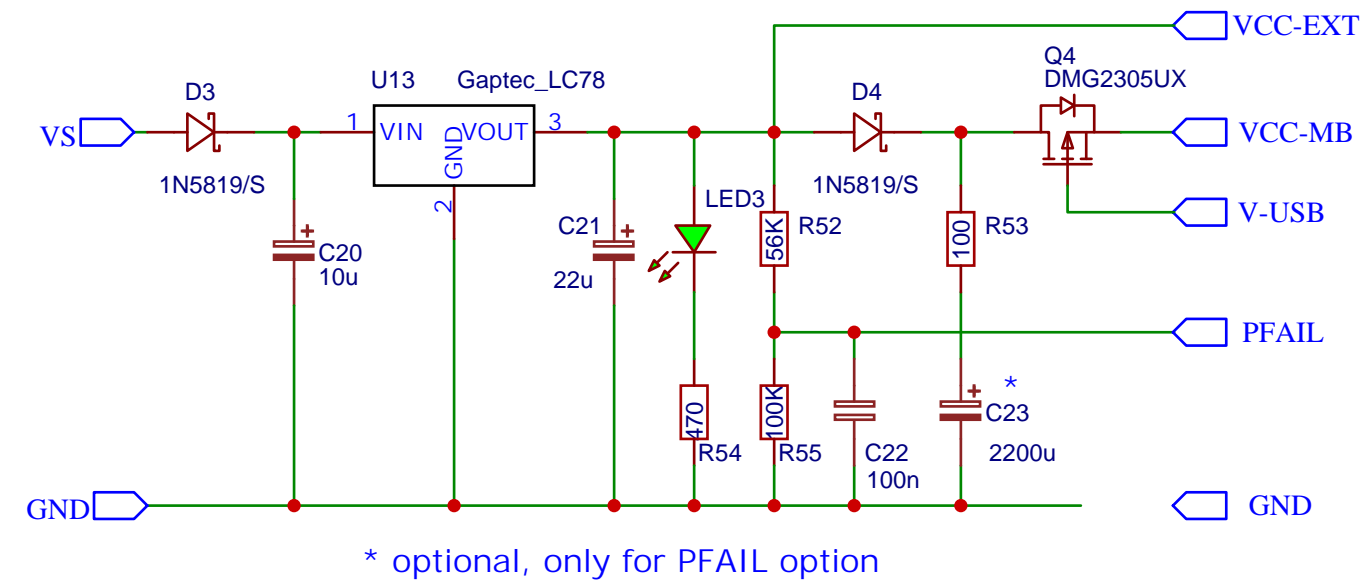 VCC-EXT
Q4
DMG2305UX
U13 Gaptec_LC78
D3
D4
VS
1
VIN
GND
VOUT
3
VCC-MB
1N5819/S
2
1N5819/S
LED3
V-USB
C21
R52
56K
R53
100
C20
10u
22u
PFAIL
*
C23
470
R54
100K
R55
C22
100n
2200u
GND
GND
* optional, only for PFAIL option